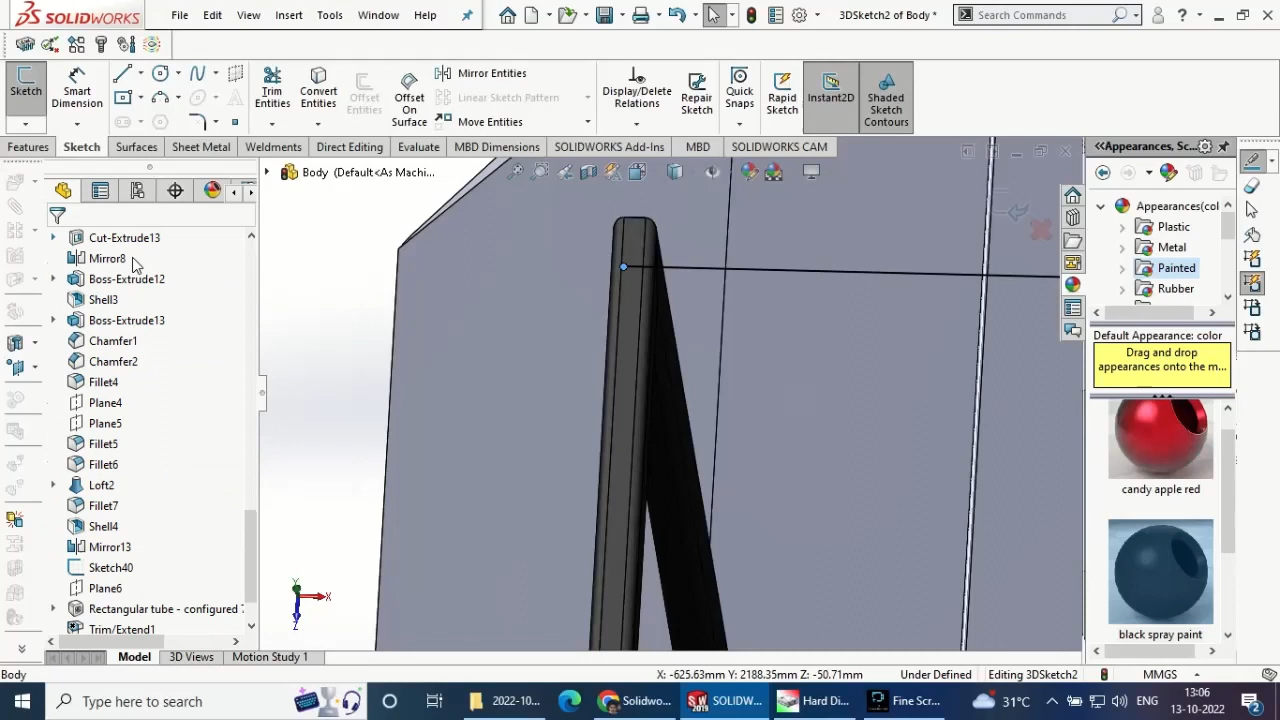 SOLIDWORKS File Edit View Insert Tools Window Help 3DSketch2 of Body * Search Commands ?
Sketch Smart Dimension Trim Entities Convert Entities Offset Entities Offset On Surface Mirror Entities Linear Sketch Pattern Move Entities Display/Delete Relations Repair Sketch Quick Snaps Rapid Sketch Instant2D Shaded Sketch Contours
Features Sketch Surfaces Sheet Metal Weldments Direct Editing Evaluate MBD Dimensions SOLIDWORKS Add-Ins MBD SOLIDWORKS CAM
<<Appearances, Sc...
Body (Default<As Machi...
Appearances(col
Plastic
Metal
Painted
Rubber
Cut-Extrude13
Mirror8
Boss-Extrude12
Shell3
Boss-Extrude13
Chamfer1
Chamfer2
Fillet4
Plane4
Plane5
Fillet5
Fillet6
Loft2
Fillet7
Shell4
Mirror13
Sketch40
Plane6
Rectangular tube - configured
Trim/Extend1
Default Appearance: color
Drag and drop
appearances onto the m...
candy apple red
black spray paint
Y
X
Z
Model 3D Views Motion Study 1
Body X: -625.63mm Y: 2188.35mm Z: -50.71mm Under Defined Editing 3DSketch2 MMGS
Type here to search 2022-10... Solidwo... SOLIDW... Hard Di... Fine Scr... 31°C ENG 13:06
13-10-2022 2
SW
2019